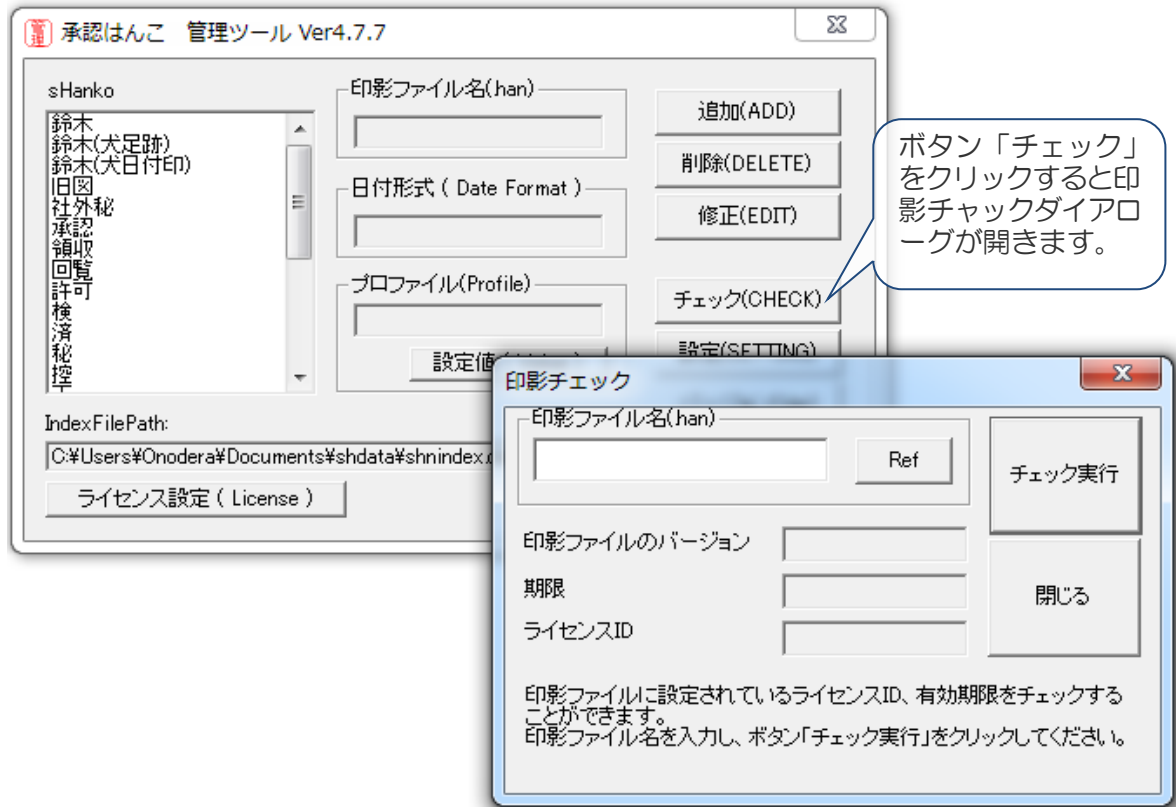 承認はんこ　管理ツール Ver4.7.7
sHanko
鈴木
鈴木(犬足跡)
鈴木(犬日付印)
旧図
社外秘
承認
領収
回覧
許可
検
済
秘
控
印影ファイル名(.han)
日付形式 ( Date Format )
プロファイル(Profile)
設定値
追加(ADD)
削除(DELETE)
修正(EDIT)
チェック(CHECK)
設定(SETTING)
IndexFilePath:
C:¥Users¥Onodera¥Documents¥shdata¥shnindex.
ライセンス設定 ( License )
ボタン「チェック」
をクリックすると印
影チャックダイアロ
ーグが開きます。
印影チェック
印影ファイル名(.han)
Ref
チェック実行
印影ファイルのバージョン
期限
閉じる
ライセンスID
印影ファイルに設定されているライセンスID、有効期限をチェックする
ことができます。
印影ファイル名を入力し、ボタン「チェック実行」をクリックしてください。